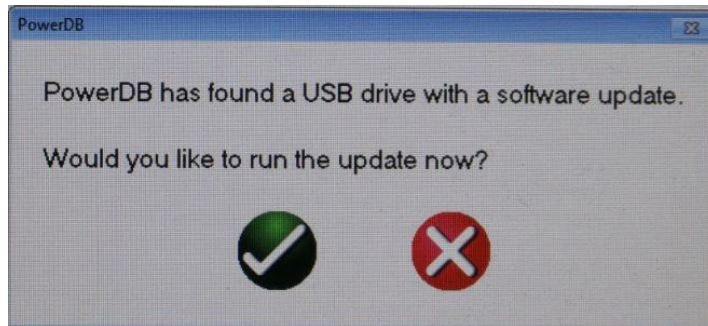 PowerDB
PowerDB has found a USB drive with a software update.
Would you like to run the update now?